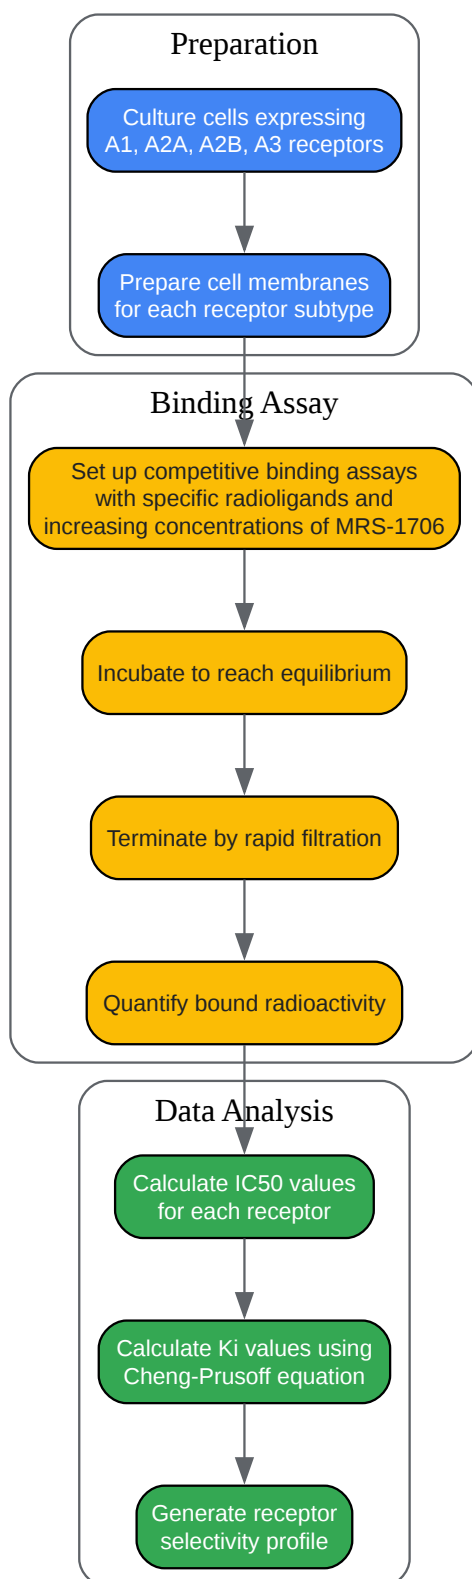 Preparation
Culture cells expressing
A1, A2A, A2B, A3 receptors
Prepare cell membranes
for each receptor subtype
Binding Assay
Set up competitive binding assays
with specific radioligands and
increasing concentrations of MRS-1706
Incubate to reach equilibrium
Terminate by rapid filtration
Quantify bound radioactivity
Data Analysis
Calculate IC50 values
for each receptor
Calculate Ki values using
Cheng-Prusoff equation
Generate receptor
selectivity profile